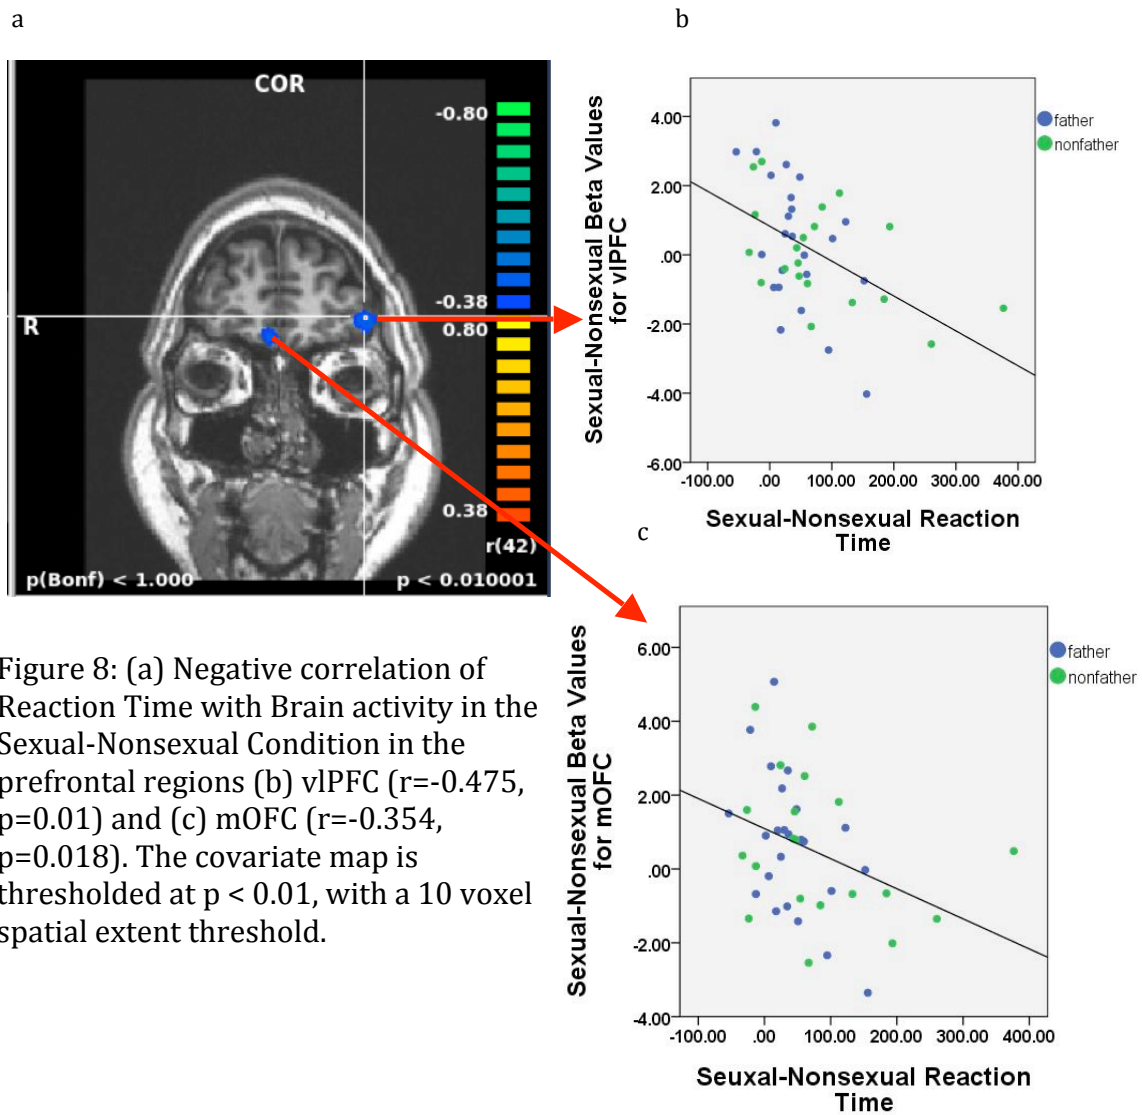 a
b
COR
-0.80
-0.38
0.80
0.38
r(42)
R
p(Bonf) < 1.000
p < 0.010001
Sexual-Nonsexual Beta Values
for vlPFC
4.00
2.00
.00
-2.00
-4.00
-6.00
-100.00 .00 100.00 200.00 300.00 400.00
Sexual-Nonsexual Reaction
Time
father
nonfather
c
Sexual-Nonsexual Beta Values
for mOFC
6.00
4.00
2.00
.00
-2.00
-4.00
-100.00 .00 100.00 200.00 300.00 400.00
Seuxal-Nonsexual Reaction
Time
father
nonfather
Figure 8: (a) Negative correlation of
Reaction Time with Brain activity in the
Sexual-Nonsexual Condition in the
prefrontal regions (b) vlPFC (r=-0.475,
p=0.01) and (c) mOFC (r=-0.354,
p=0.018). The covariate map is
thresholded at p < 0.01, with a 10 voxel
spatial extent threshold.